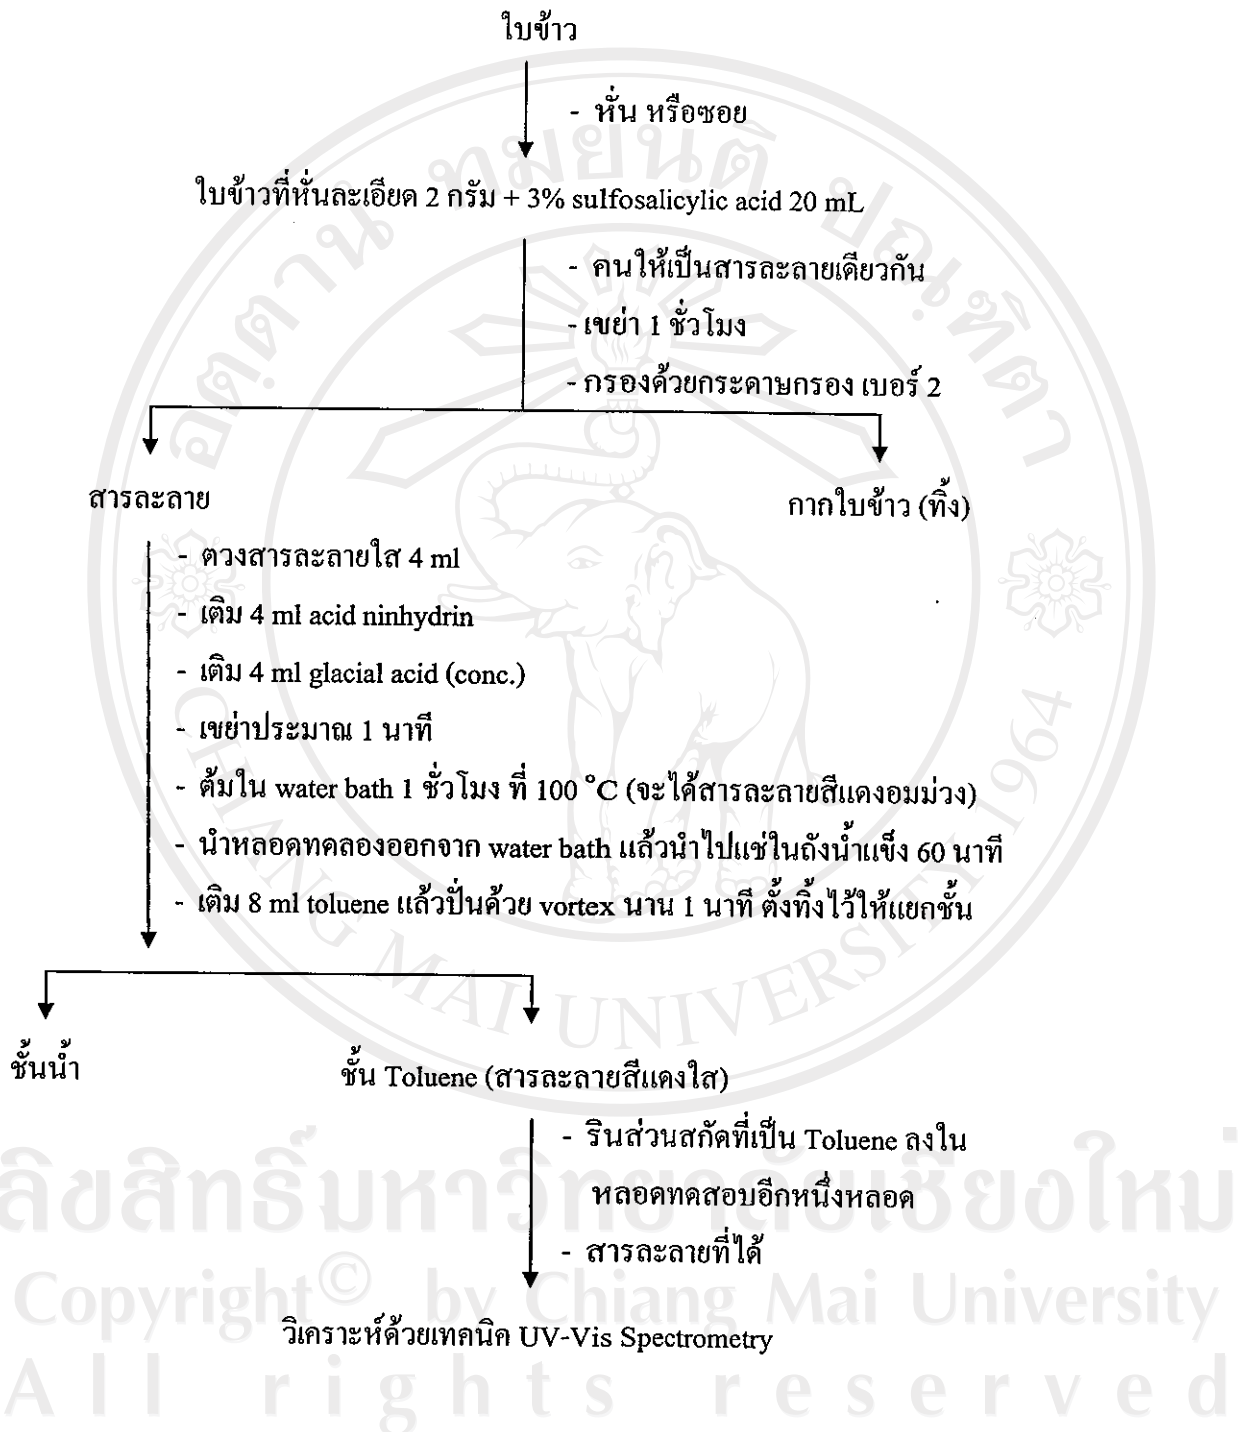 ใบข้าว
- หั่น หรือซอย
ใบข้าวที่หั่นละเอียด 2 กรัม + 3% sulfosalicylic acid 20 mL
- คนให้เป็นสารละลายเดียวกัน
- เขย่า 1 ชั่วโมง
- กรองด้วยกระดาษกรอง เบอร์ 2
สารละลาย
กากใบข้าว (ทิ้ง)
- ตวงสารละลายใส 4 ml
- เติม 4 ml acid ninhydrin
- เติม 4 ml glacial acid (conc.)
- เขย่าประมาณ 1 นาที
- ต้มใน water bath 1 ชั่วโมง ที่ 100 °C (จะได้สารละลายสีแดงอมม่วง)
- นำหลอดทดลองออกจาก water bath แล้วนำไปแช่ในถังน้ำแข็ง 60 นาที
- เติม 8 ml toluene แล้วปั่นด้วย vortex นาน 1 นาที ตั้งทิ้งไว้ให้แยกชั้น
ชั้นน้ำ
ชั้น Toluene (สารละลายสีแดงใส)
- รินส่วนสกัดที่เป็น Toluene ลงใน
หลอดทดสอบอีกหนึ่งหลอด
- สารละลายที่ได้
วิเคราะห์ด้วยเทคนิค UV-Vis Spectrometry
CHIANG MAI UNIVERSITY 1964
ลิขสิทธิ์มหาวิทยาลัยเชียงใหม่
Copyright© by Chiang Mai University
All rights reserved